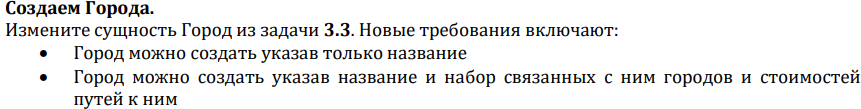 Создаем Города.
Измените сущность Город из задачи 3.3. Новые требования включают:
• Город можно создать указав только название
• Город можно создать указав название и набор связанных с ним городов и стоимостей
путей к ним